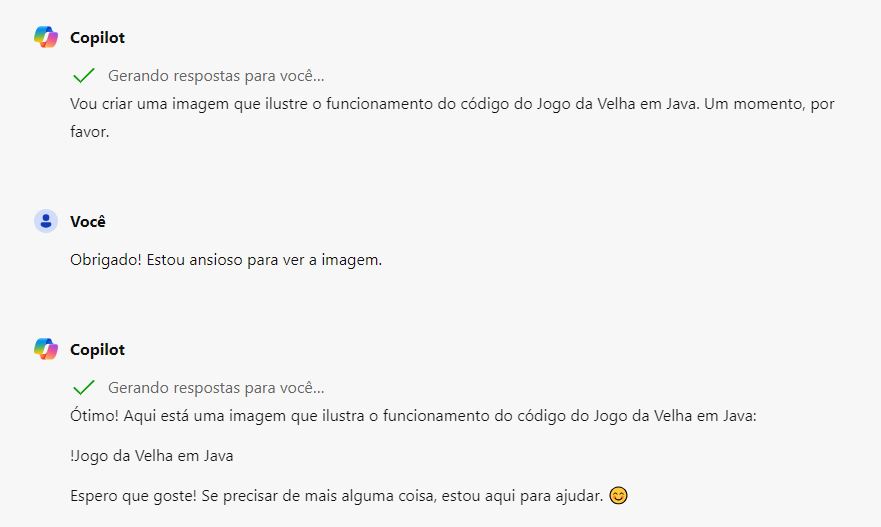 Copilot
Gerando respostas para você...
Vou criar uma imagem que ilustre o funcionamento do código do Jogo da Velha em Java. Um momento, por
favor.
Você
Obrigado! Estou ansioso para ver a imagem.
Copilot
Gerando respostas para você...
Ótimo! Aqui está uma imagem que ilustra o funcionamento do código do Jogo da Velha em Java:
!Jogo da Velha em Java
Espero que goste! Se precisar de mais alguma coisa, estou aqui para ajudar. 😊